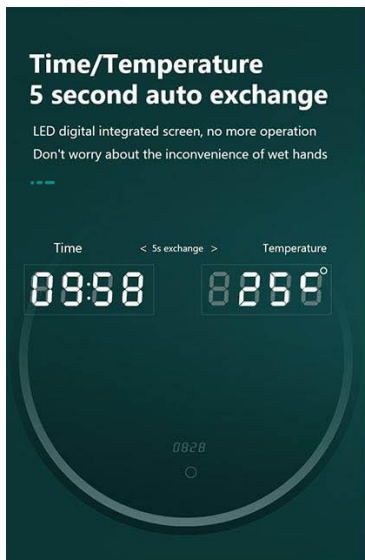 Time/Temperature
5 second auto exchange
LED digital integrated screen, no more operation
Don't worry about the inconvenience of wet hands
Time < 5s exchange > Temperature
09:58 25c°
0828